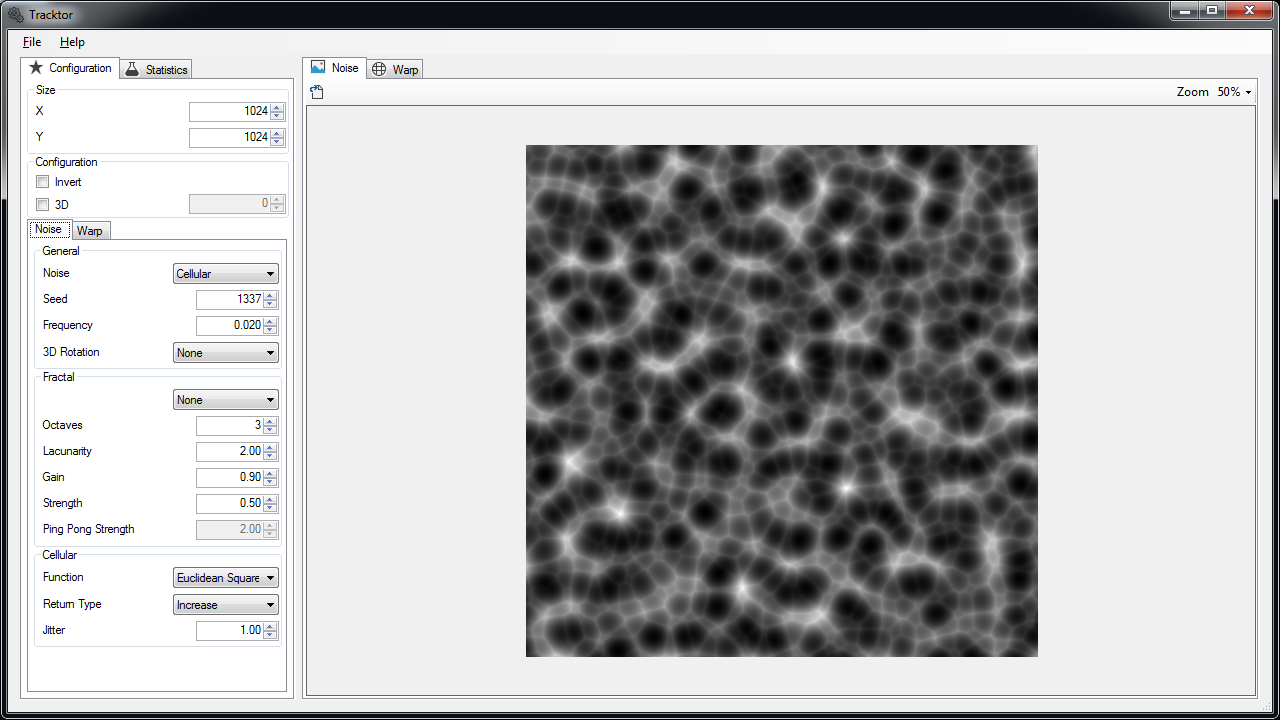 Tracktor
File Help
Configuration Statistics
Size
X 1024
Y 1024
Configuration
Invert
3D 0
Noise Warp
General
Noise Cellular
Seed 1337
Frequency 0.020
3D Rotation None
Fractal
None
Octaves 3
Lacunarity 2.00
Gain 0.90
Strength 0.50
Ping Pong Strength 2.00
Cellular
Function Euclidean Square
Return Type Increase
Jitter 1.00
Noise Warp
Zoom 50%